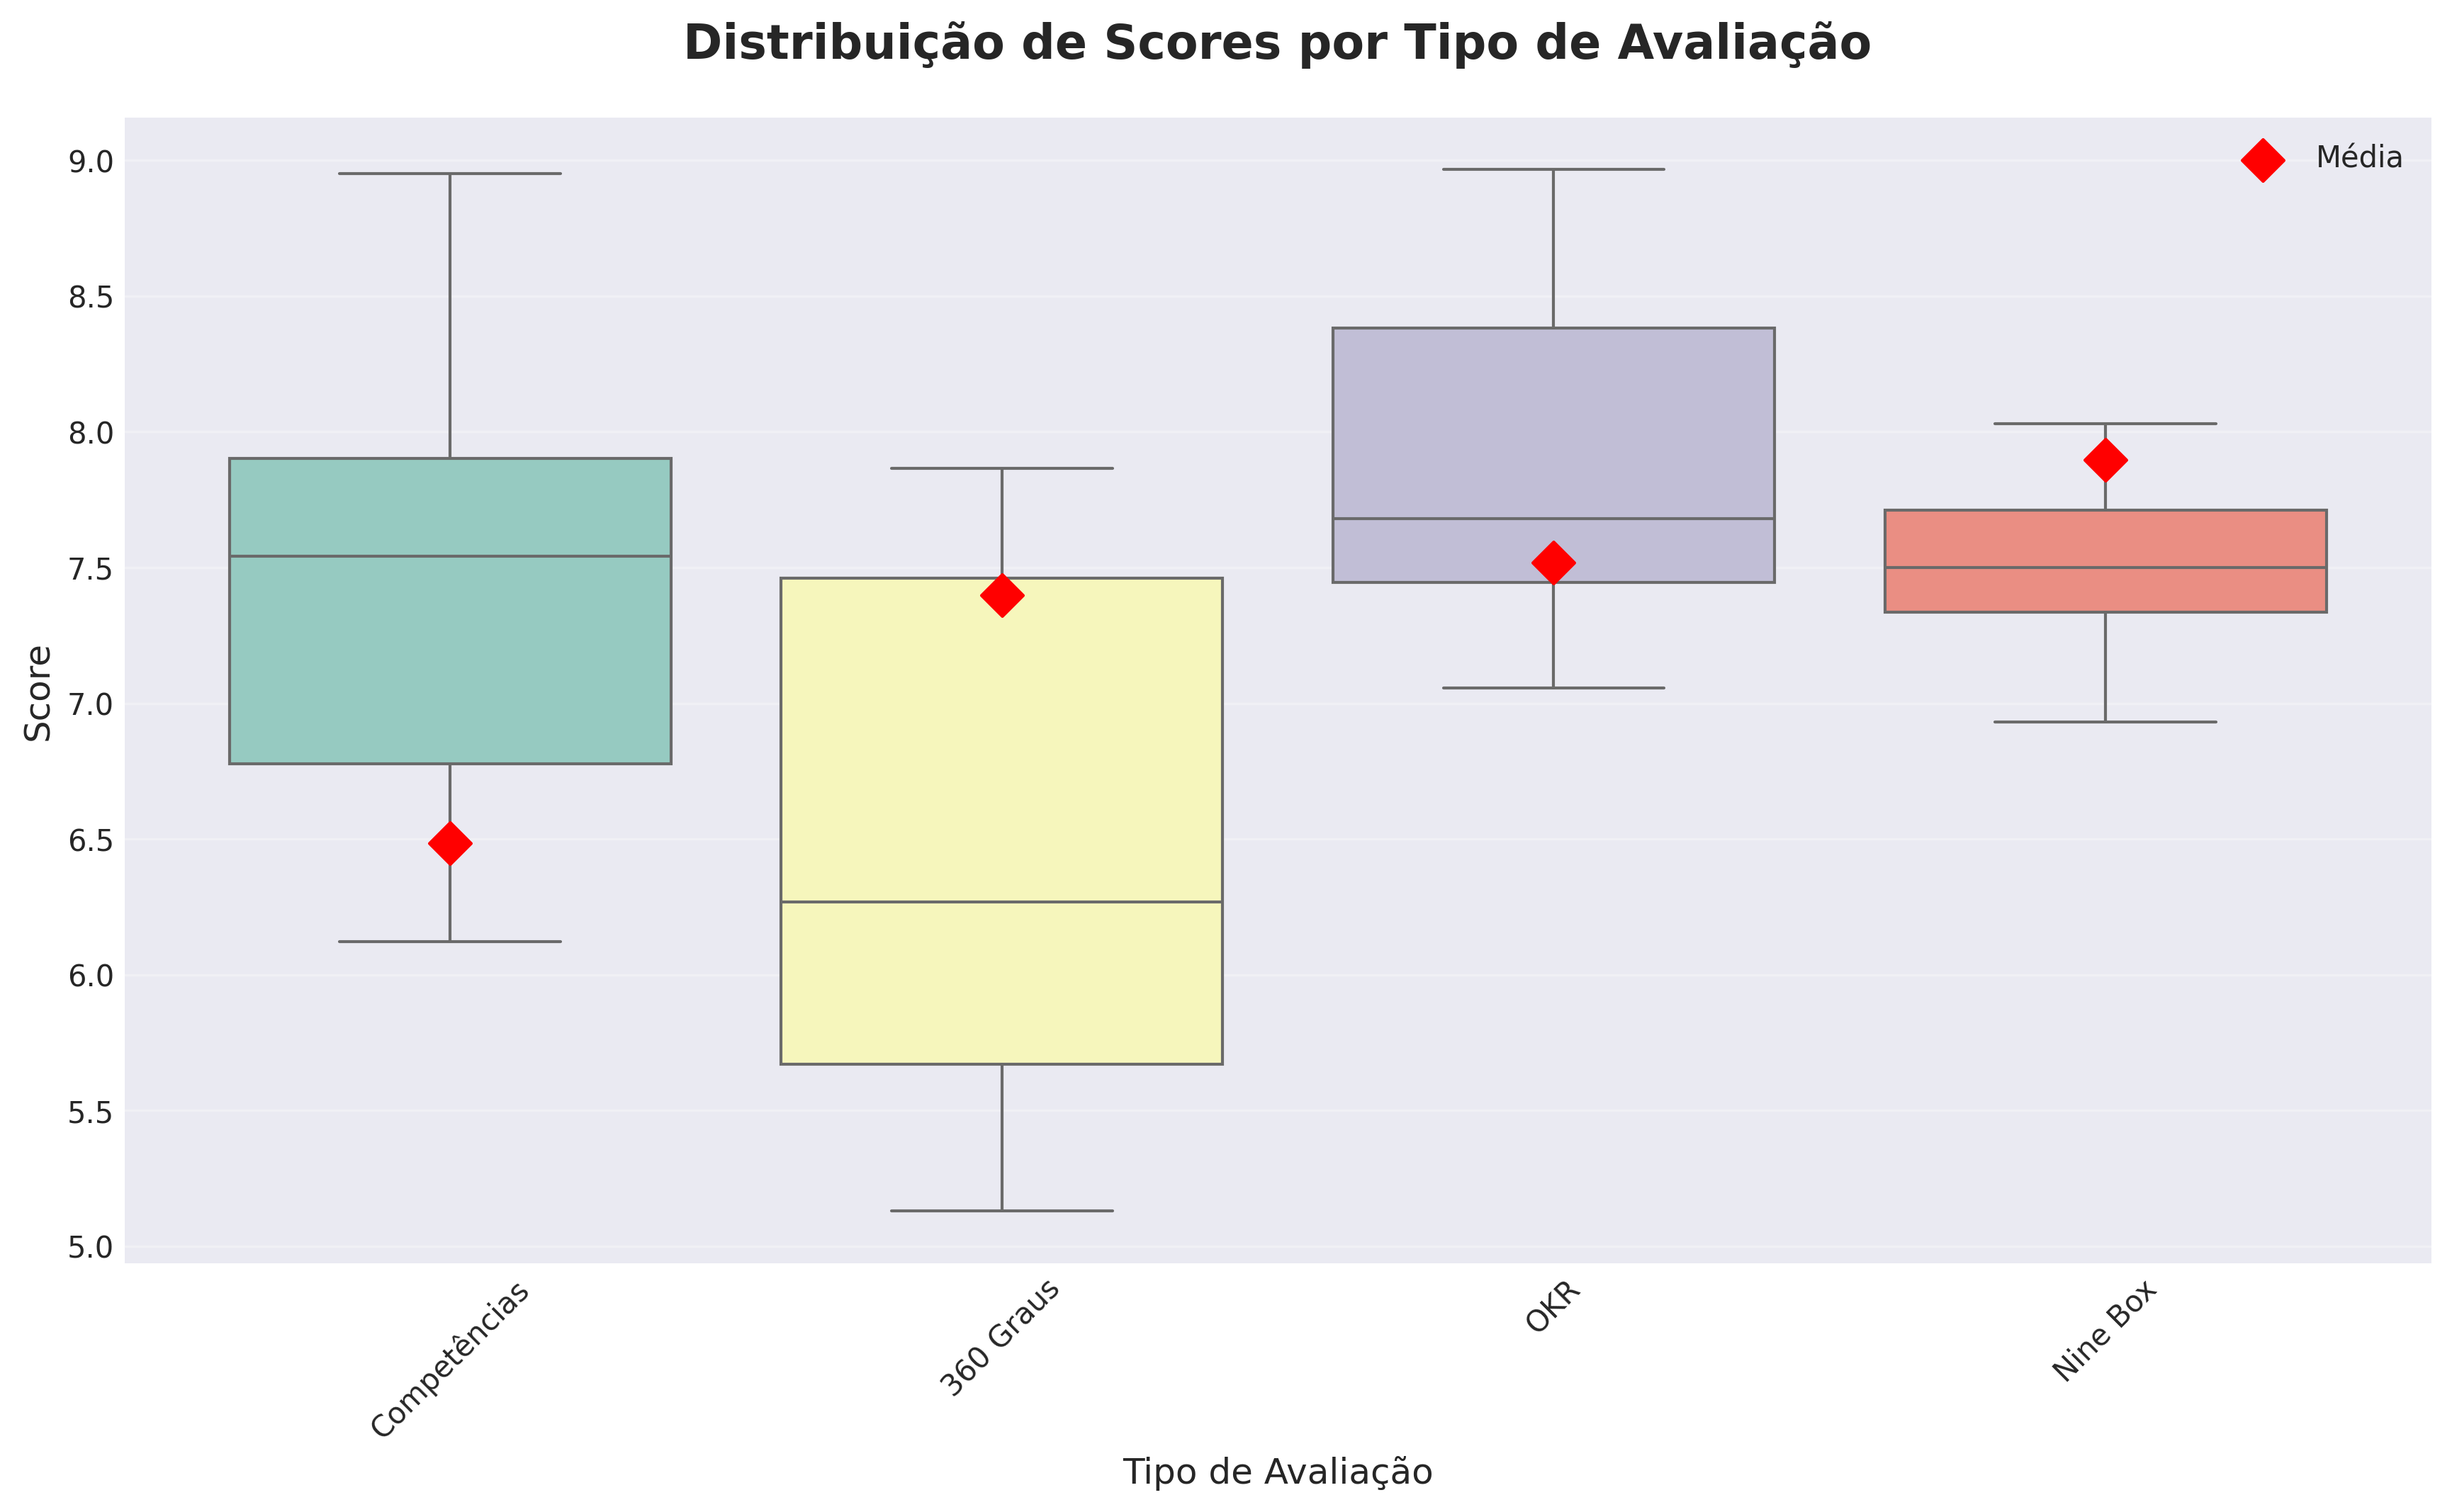 Distribuição de Scores por Tipo de Avaliação
Média
Score
9.0
8.5
8.0
7.5
7.0
6.5
6.0
5.5
5.0
Competências
360 Graus
OKR
Nine Box
Tipo de Avaliação